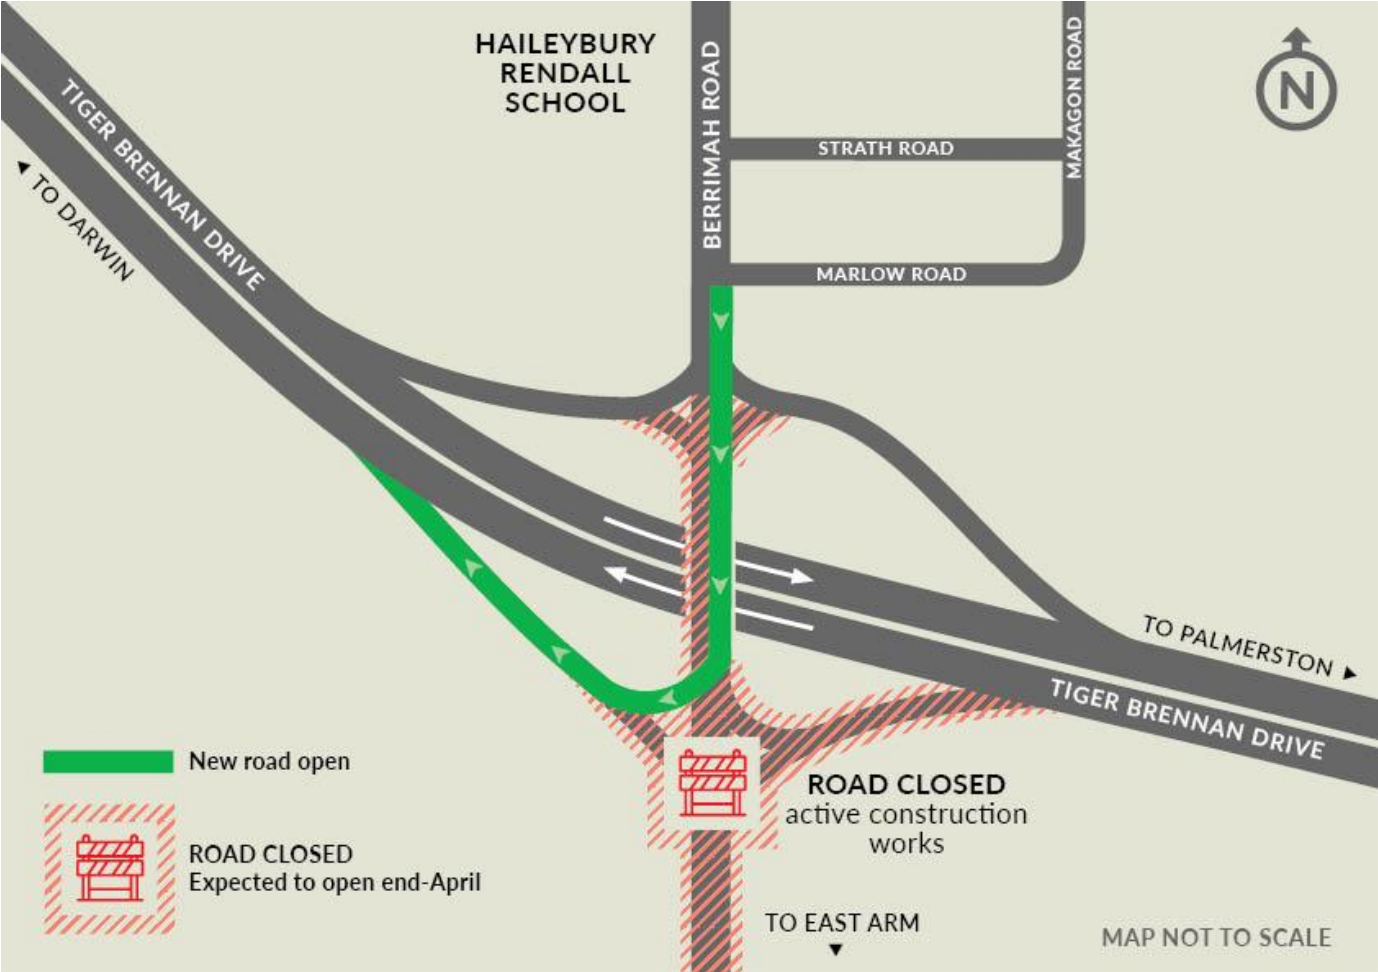 HAILEYBURY
RENDALL
SCHOOL
BERRIMAH ROAD
MAKAGON ROAD
N
STRATH ROAD
TIGER BRENNAN DRIVE
TO DARWIN
MARLOW ROAD
TO PALMERSTON
TIGER BRENNAN DRIVE
New road open
ROAD CLOSED
active construction
works
ROAD CLOSED
Expected to open end-April
TO EAST ARM
MAP NOT TO SCALE